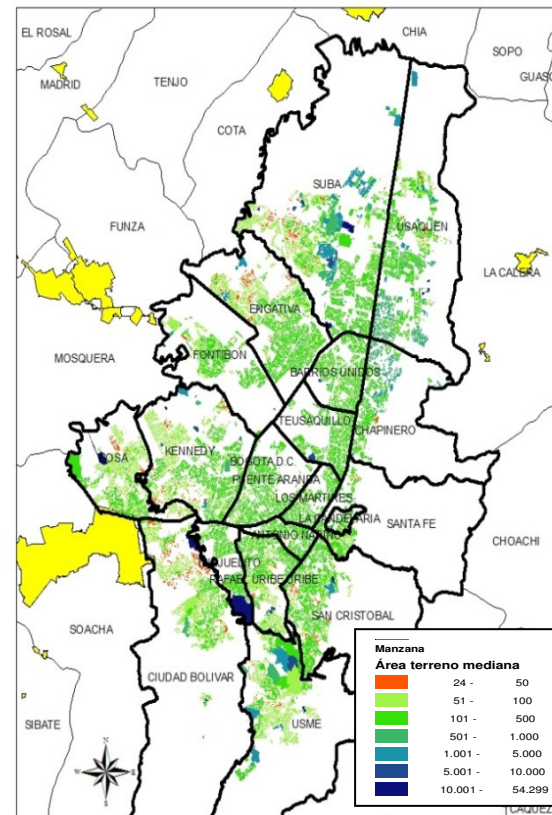 CHIA
EL ROSAL
SOPO
TENJO
MADRID
GUASC
COTA
SUBA
FUNZA
USAQUEN
LA CALERA
ENGATIVA
FONTIBON
MOSQUERA
BARRIOS UNIDOS
TEUSAQUILLO
CHAPINERO
KENNEDY
BOSA
BOGOTA D.C.
PUENTE ARANDA
LOS MARTIRES
LA CANDELARIA
SANTA FE
CHOACHI
ANTONIO NARIÑO
JUELITO
RAFAEL URIBE URIBE
SAN CRISTOBAL
SOACHA
CIUDAD BOLIVAR
SIBATE
USME
N
W E
S
Manzana
Área terreno mediana
24 - 50
51 - 100
101 - 500
501 - 1.000
1.001 - 5.000
5.001 - 10.000
10.001 - 54.299
CAQUEZ